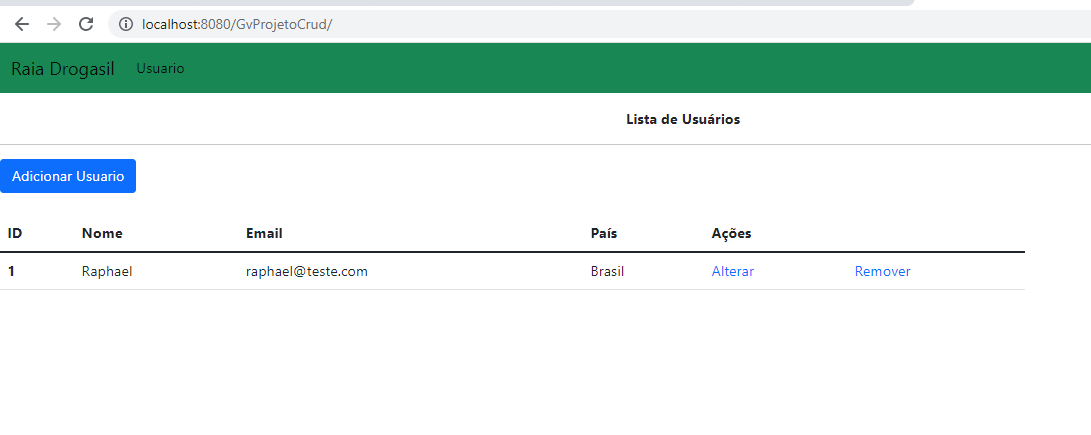 localhost:8080/GvProjetoCrud/
Raia Drogasil Usuario
Lista de Usuários
Adicionar Usuario
ID Nome Email País Ações
1 Raphael raphael@teste.com Brasil Alterar Remover